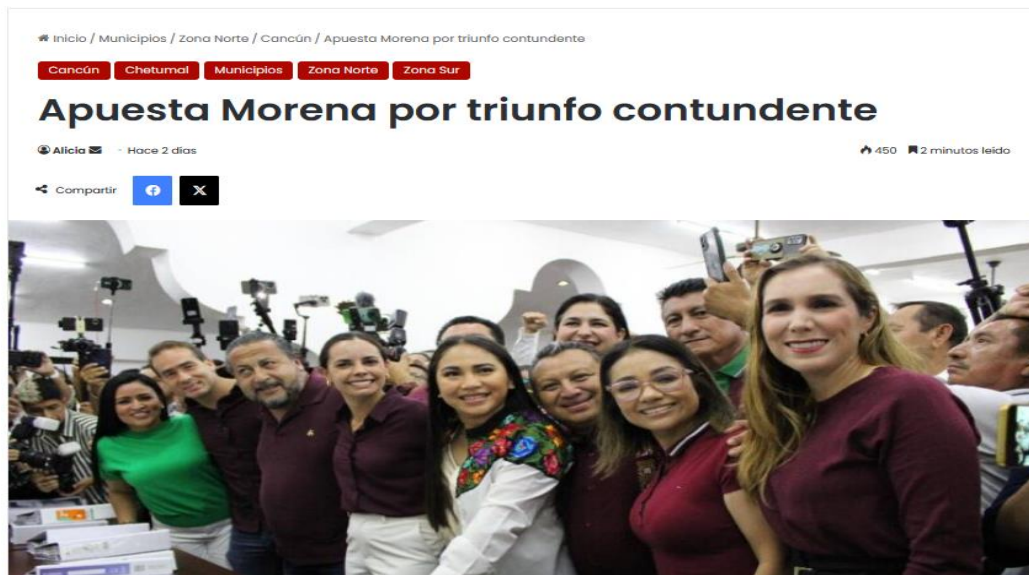 Inicio / Municipios / Zona Norte / Cancún / Apuesta Morena por triunfo contundente
Cancún Chetumal Municipios Zona Norte Zona Sur
Apuesta Morena por triunfo contundente
Alicia - Hace 2 días 450 2 minutos leído
Compartir